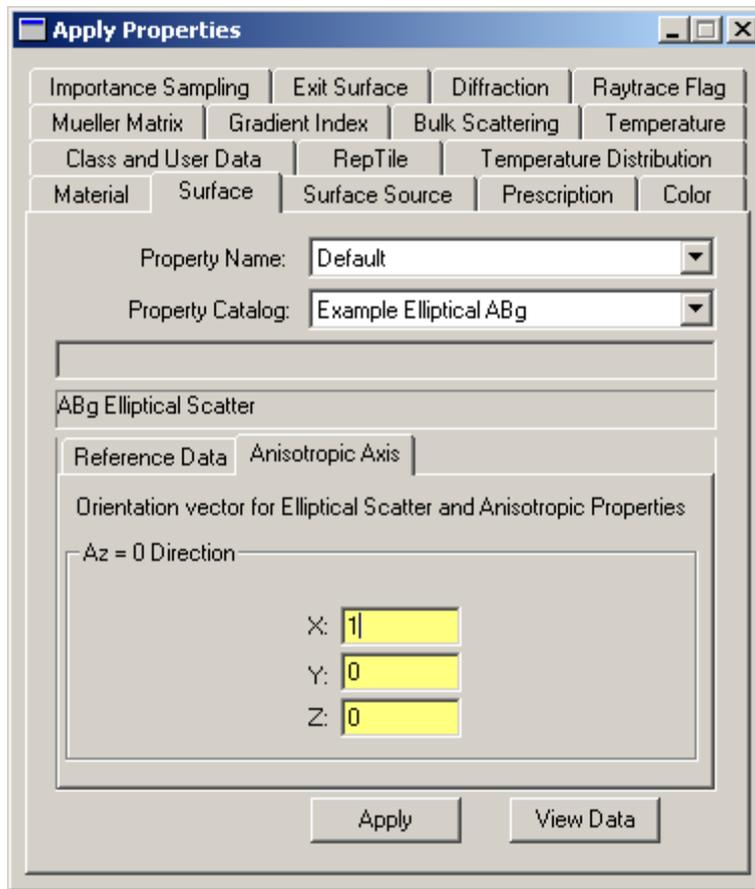 Apply Properties
Importance Sampling Exit Surface Diffraction Raytrace Flag
Mueller Matrix Gradient Index Bulk Scattering Temperature
Class and User Data RepTile Temperature Distribution
Material Surface Surface Source Prescription Color
Property Name: Default
Property Catalog: Example Elliptical ABg
ABg Elliptical Scatter
Reference Data Anisotropic Axis
Orientation vector for Elliptical Scatter and Anisotropic Properties
Az = 0 Direction
X: 1
Y: 0
Z: 0
Apply View Data